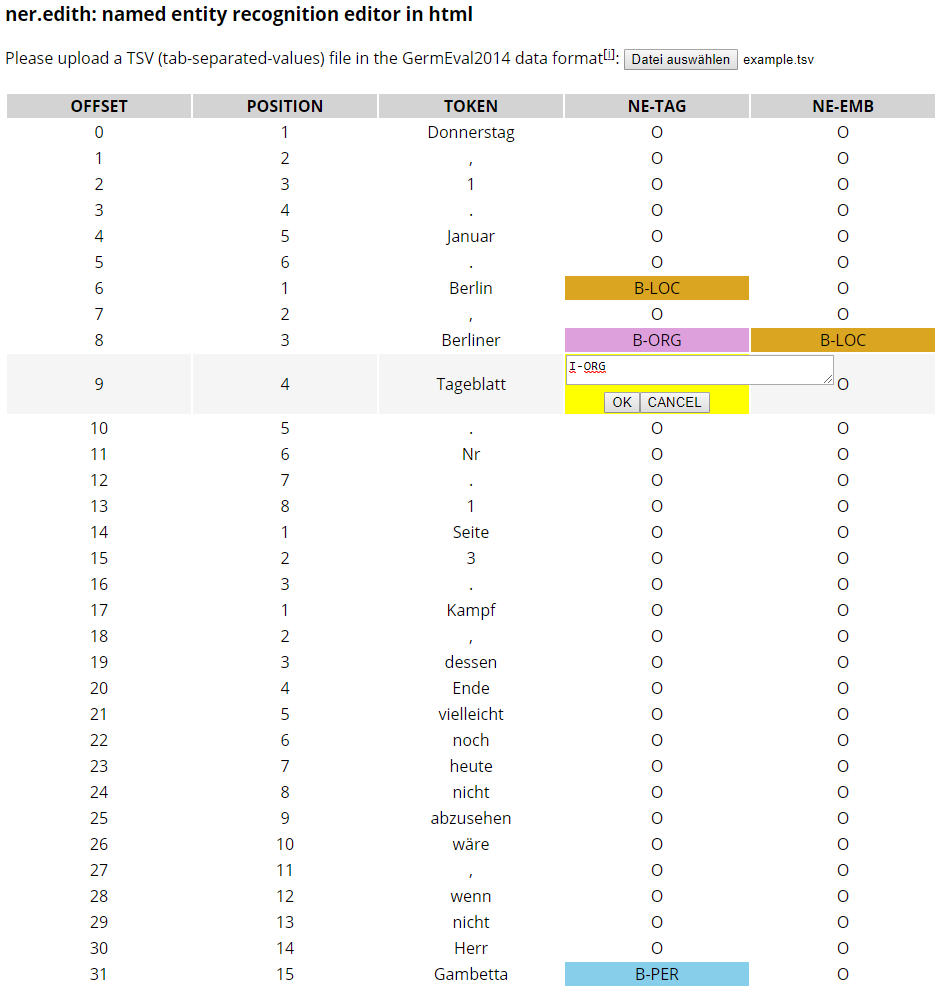 ner.edith: named entity recognition editor in html
Please upload a TSV (tab-separated-values) file in the GermEval2014 data format[i]: Datei auswählen example.tsv
OFFSET POSITION TOKEN NE-TAG NE-EMB
0 1 Donnerstag O O
1 2 , O O
2 3 1 O O
3 4 . O O
4 5 Januar O O
5 6 . O O
6 1 Berlin B-LOC O
7 2 , O O
8 3 Berliner B-ORG B-LOC
9 4 Tageblatt I-ORG O
OK CANCEL
10 5 . O O
11 6 Nr O O
12 7 . O O
13 8 1 O O
14 1 Seite O O
15 2 3 O O
16 3 . O O
17 1 Kampf O O
18 2 , O O
19 3 dessen O O
20 4 Ende O O
21 5 vielleicht O O
22 6 noch O O
23 7 heute O O
24 8 nicht O O
25 9 abzusehen O O
26 10 wäre O O
27 11 , O O
28 12 wenn O O
29 13 nicht O O
30 14 Herr O O
31 15 Gambetta B-PER O